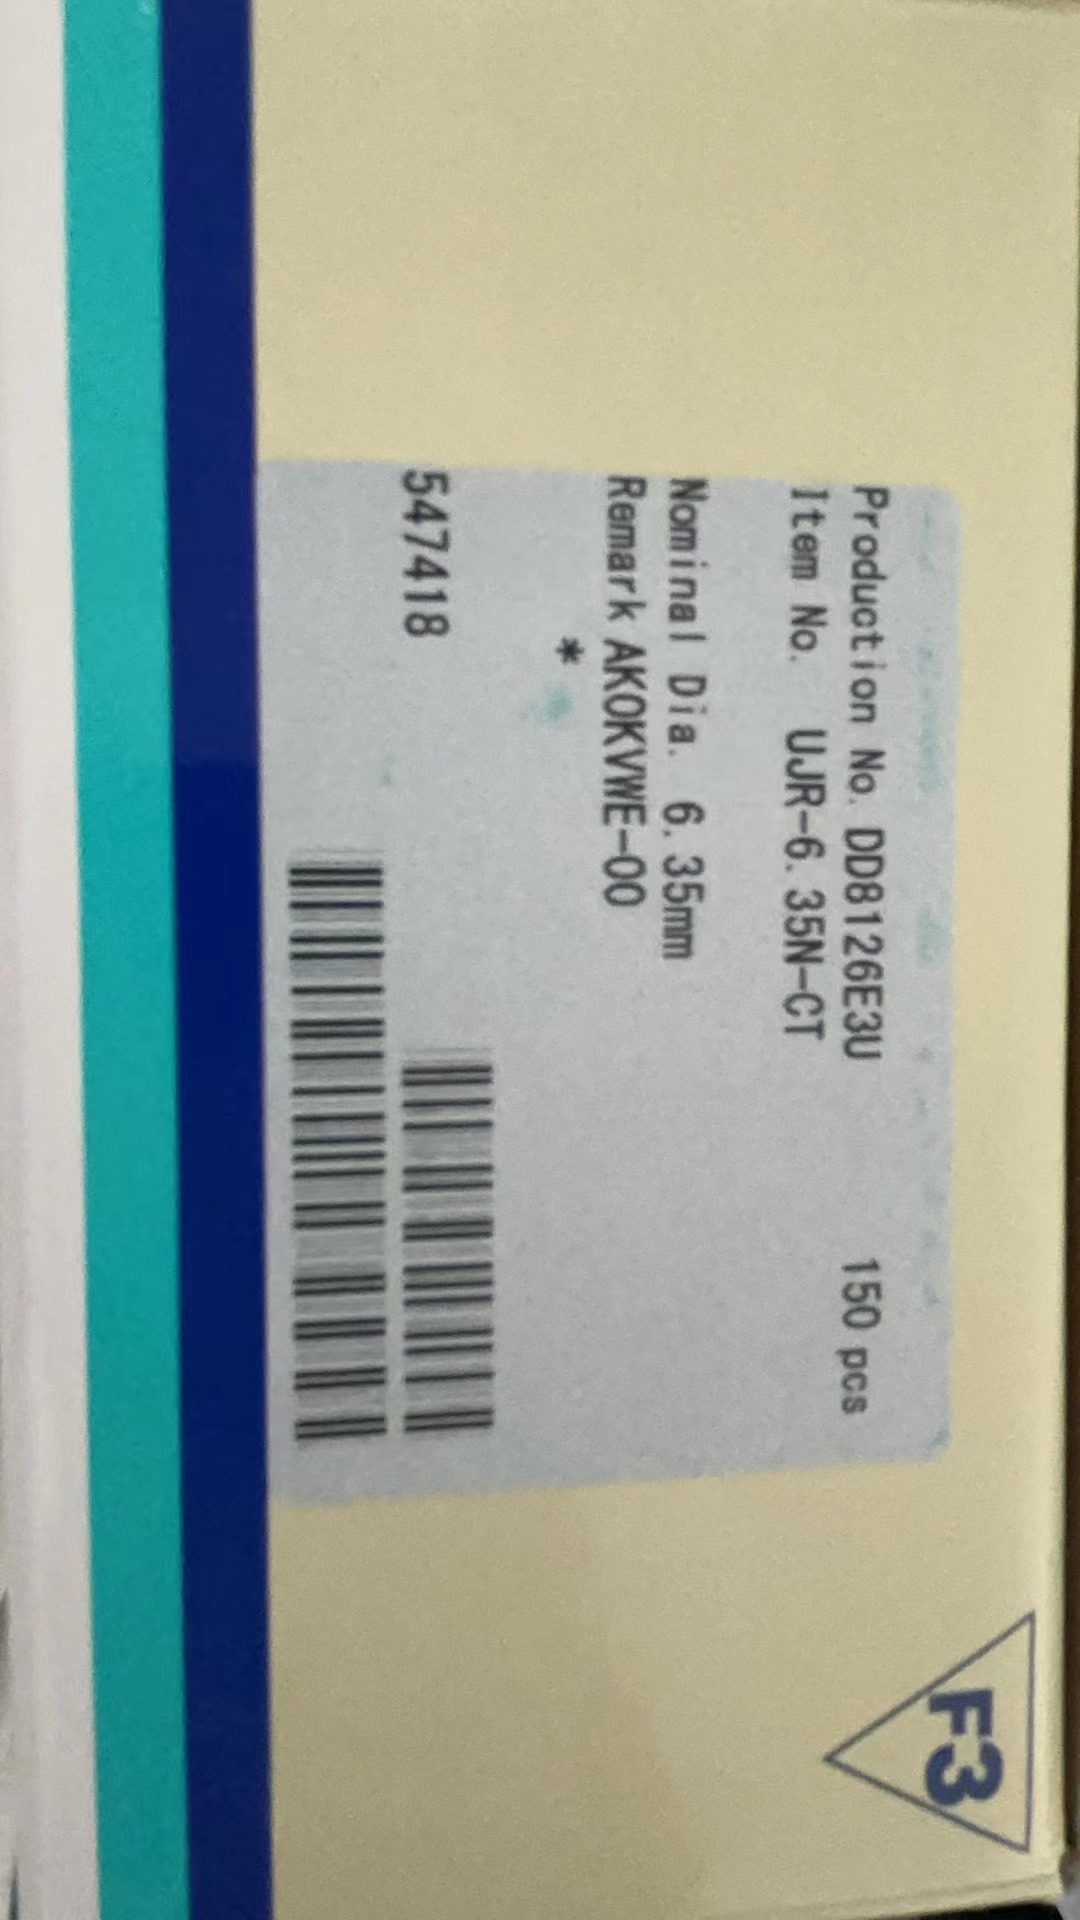 Production No. DD8126E3U 150 pcs
Item No. UJR-6.35N-CT
Nominal Dia. 6.35mm
Remark AKOKVWE-00
*
547418
F3